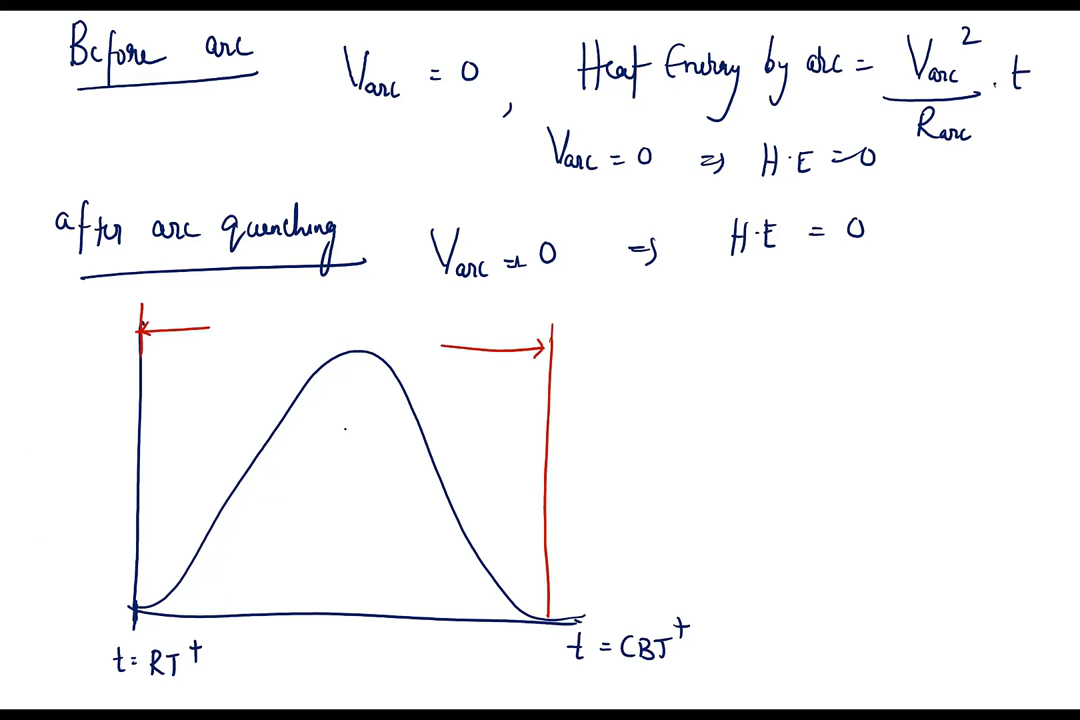 Before arc Varc = 0 , Heat Energy by arc = Varc² / Rarc . t
Varc = 0 ⇒ H.E = 0
after arc quenching Varc = 0 ⇒ H.E = 0
t = RT⁺ t = CBT⁺